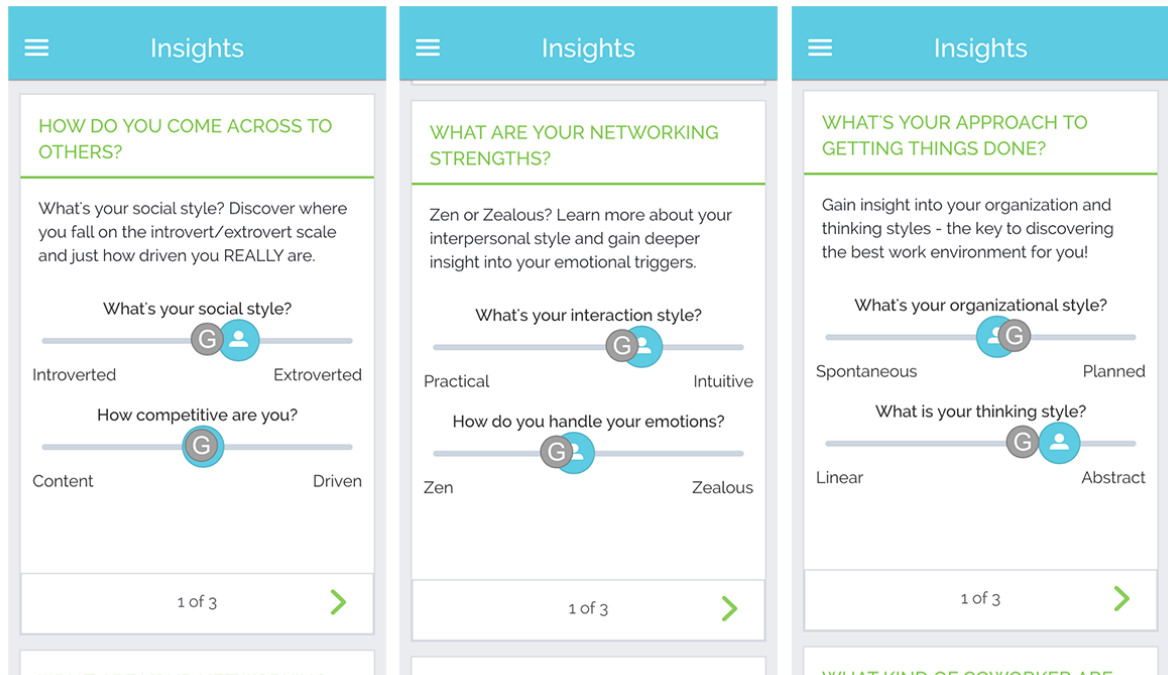 Insights
HOW DO YOU COME ACROSS TO
OTHERS?
What's your social style? Discover where
you fall on the introvert/extrovert scale
and just how driven you REALLY are.
What's your social style?
G
Introverted
Extroverted
How competitive are you?
G
Content
Driven
1 of 3
Insights
WHAT ARE YOUR NETWORKING
STRENGTHS?
Zen or Zealous? Learn more about your
interpersonal style and gain deeper
insight into your emotional triggers.
What's your interaction style?
G
Practical
Intuitive
How do you handle your emotions?
G
Zen
Zealous
1 of 3
Insights
WHAT'S YOUR APPROACH TO
GETTING THINGS DONE?
Gain insight into your organization and
thinking styles - the key to discovering
the best work environment for you!
What's your organizational style?
G
Spontaneous
Planned
What is your thinking style?
G
Linear
Abstract
1 of 3
WHAT KIND OF COWORKER ARE